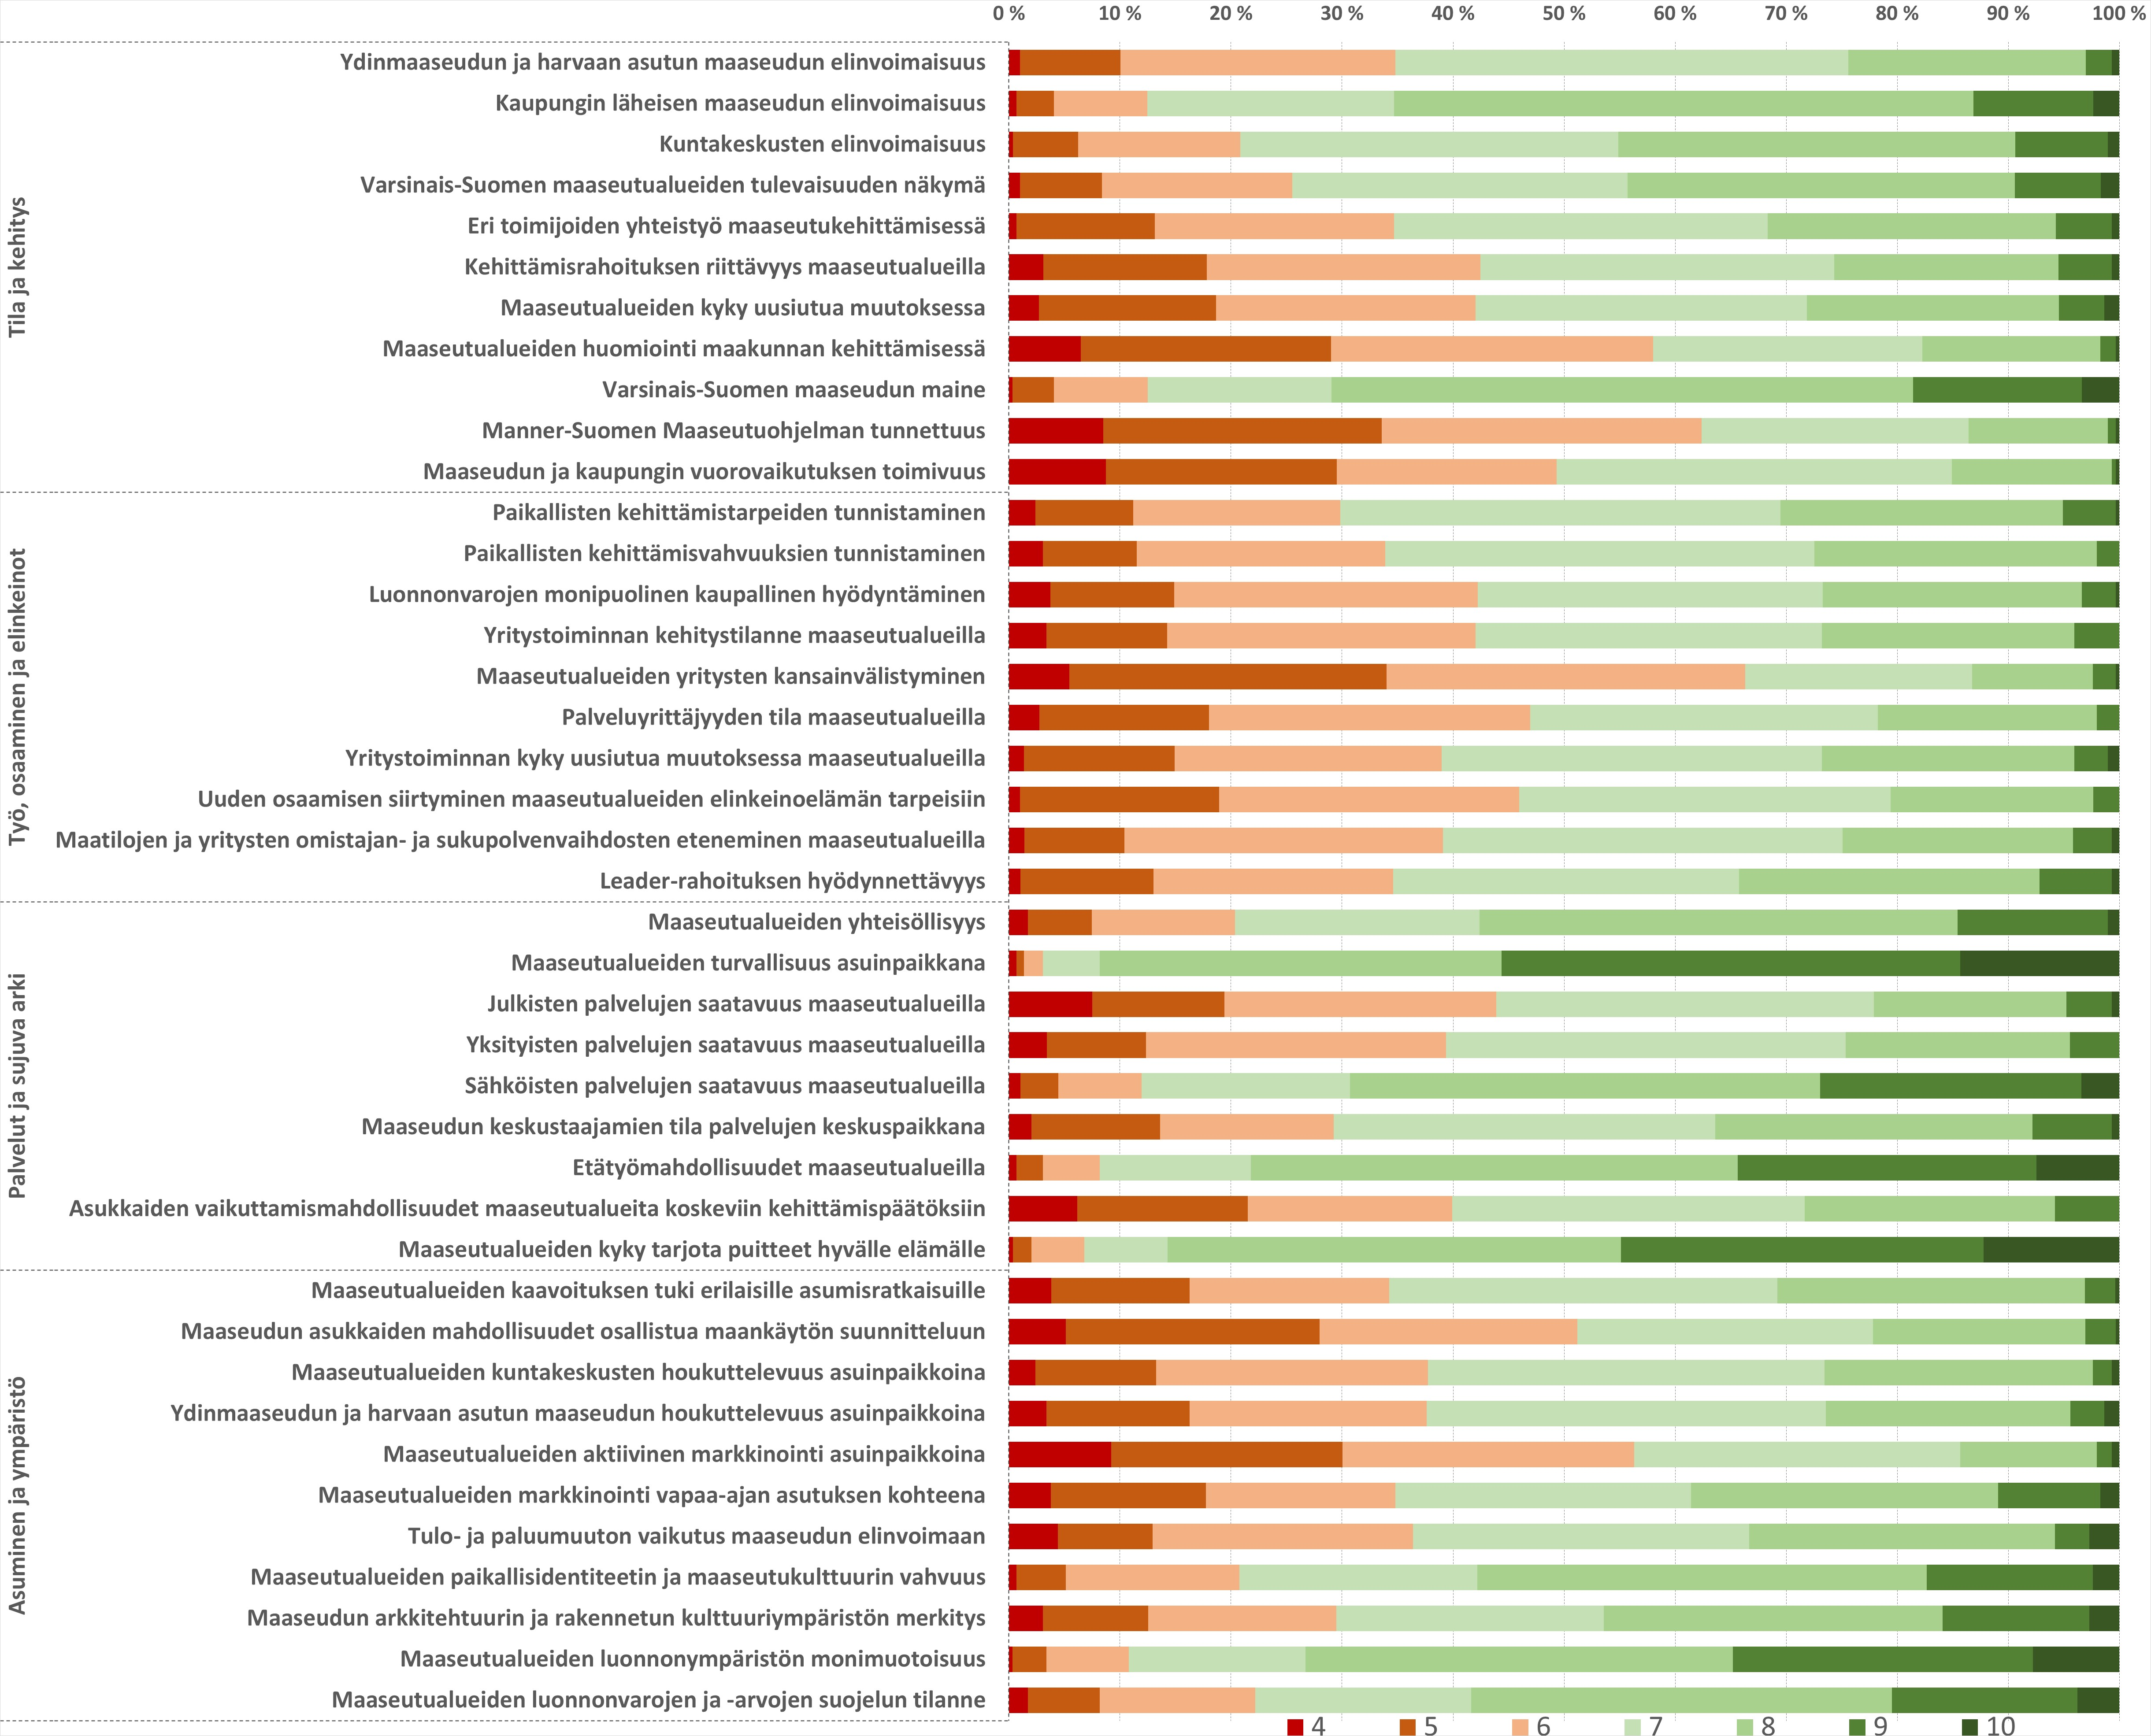 0 % 10 % 20 % 30 % 40 % 50 % 60 % 70 % 80 % 90 % 100 %
Tila ja kehitys
Ydinmaaseudun ja harvaan asutun maaseudun elinvoimaisuus
Kaupungin läheisen maaseudun elinvoimaisuus
Kuntakeskusten elinvoimaisuus
Varsinais-Suomen maaseutualueiden tulevaisuuden näkymä
Eri toimijoiden yhteistyö maaseutukehittämisessä
Kehittämisrahoituksen riittävyys maaseutualueilla
Maaseutualueiden kyky uusiutua muutoksessa
Maaseutualueiden huomiointi maakunnan kehittämisessä
Varsinais-Suomen maaseudun maine
Manner-Suomen Maaseutuohjelman tunnettuus
Maaseudun ja kaupungin vuorovaikutuksen toimivuus
Työ, osaaminen ja elinkeinot
Paikallisten kehittämistarpeiden tunnistaminen
Paikallisten kehittämisvahvuuksien tunnistaminen
Luonnonvarojen monipuolinen kaupallinen hyödyntäminen
Yritystoiminnan kehitystilanne maaseutualueilla
Maaseutualueiden yritysten kansainvälistyminen
Palveluyrittäjyyden tila maaseutualueilla
Yritystoiminnan kyky uusiutua muutoksessa maaseutualueilla
Uuden osaamisen siirtyminen maaseutualueiden elinkeinoelämän tarpeisiin
Maatilojen ja yritysten omistajan- ja sukupolvenvaihdosten eteneminen maaseutualueilla
Leader-rahoituksen hyödynnettävyys
Palvelut ja sujuva arki
Maaseutualueiden yhteisöllisyys
Maaseutualueiden turvallisuus asuinpaikkana
Julkisten palvelujen saatavuus maaseutualueilla
Yksityisten palvelujen saatavuus maaseutualueilla
Sähköisten palvelujen saatavuus maaseutualueilla
Maaseudun keskustaajamien tila palvelujen keskuspaikkana
Etätyömahdollisuudet maaseutualueilla
Asukkaiden vaikuttamismahdollisuudet maaseutualueita koskeviin kehittämispäätöksiin
Maaseutualueiden kyky tarjota puitteet hyvälle elämälle
Asuminen ja ympäristö
Maaseutualueiden kaavoituksen tuki erilaisille asumisratkaisuille
Maaseudun asukkaiden mahdollisuudet osallistua maankäytön suunnitteluun
Maaseutualueiden kuntakeskusten houkuttelevuus asuinpaikkoina
Ydinmaaseudun ja harvaan asutun maaseudun houkuttelevuus asuinpaikkoina
Maaseutualueiden aktiivinen markkinointi asuinpaikkoina
Maaseutualueiden markkinointi vapaa-ajan asutuksen kohteena
Tulo- ja paluumuuton vaikutus maaseudun elinvoimaan
Maaseutualueiden paikallisidentiteetin ja maaseutukulttuurin vahvuus
Maaseudun arkkitehtuurin ja rakennetun kulttuuriympäristön merkitys
Maaseutualueiden luonnonympäristön monimuotoisuus
Maaseutualueiden luonnonvarojen ja -arvojen suojelun tilanne
4 5 6 7 8 9 10